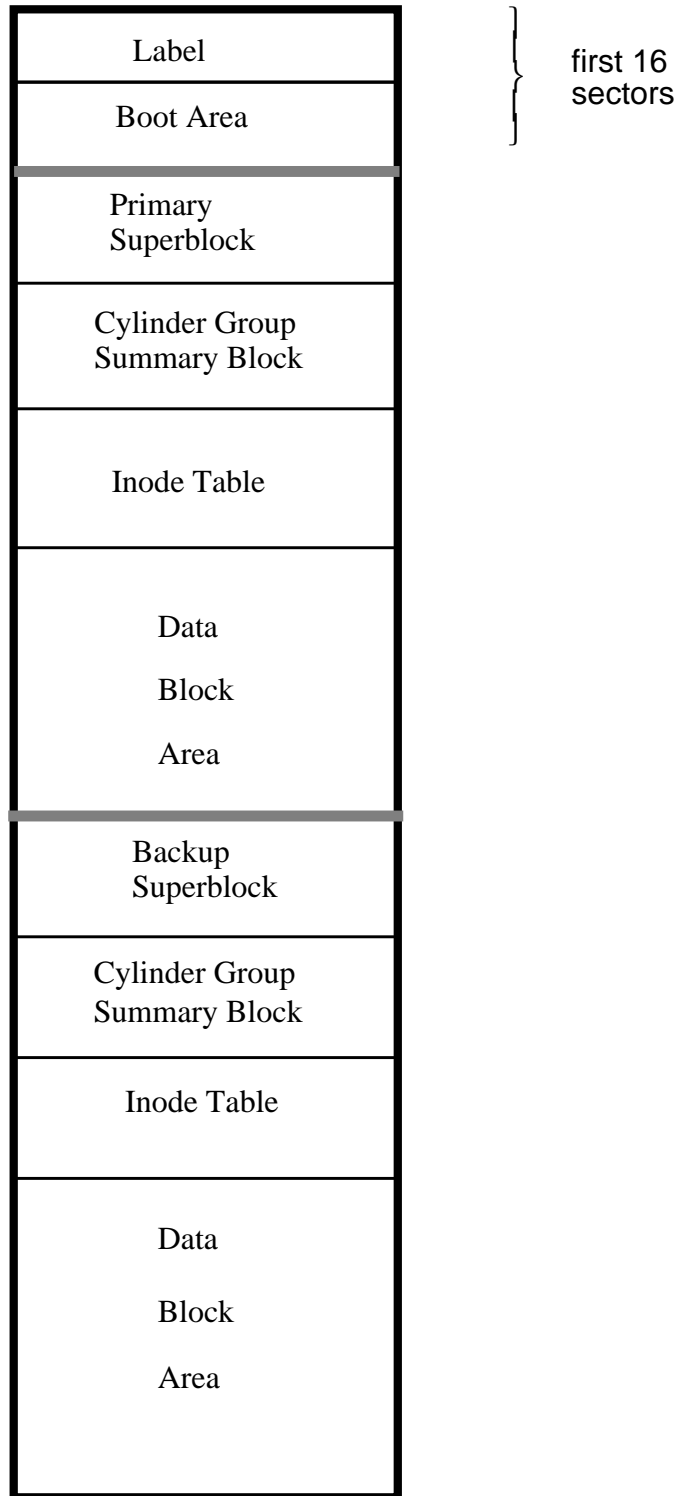 Label
first 16
sectors
Boot Area
Primary
Superblock
Cylinder Group
Summary Block
Inode Table
Data
Block
Area
Backup
Superblock
Cylinder Group
Summary Block
Inode Table
Data
Block
Area